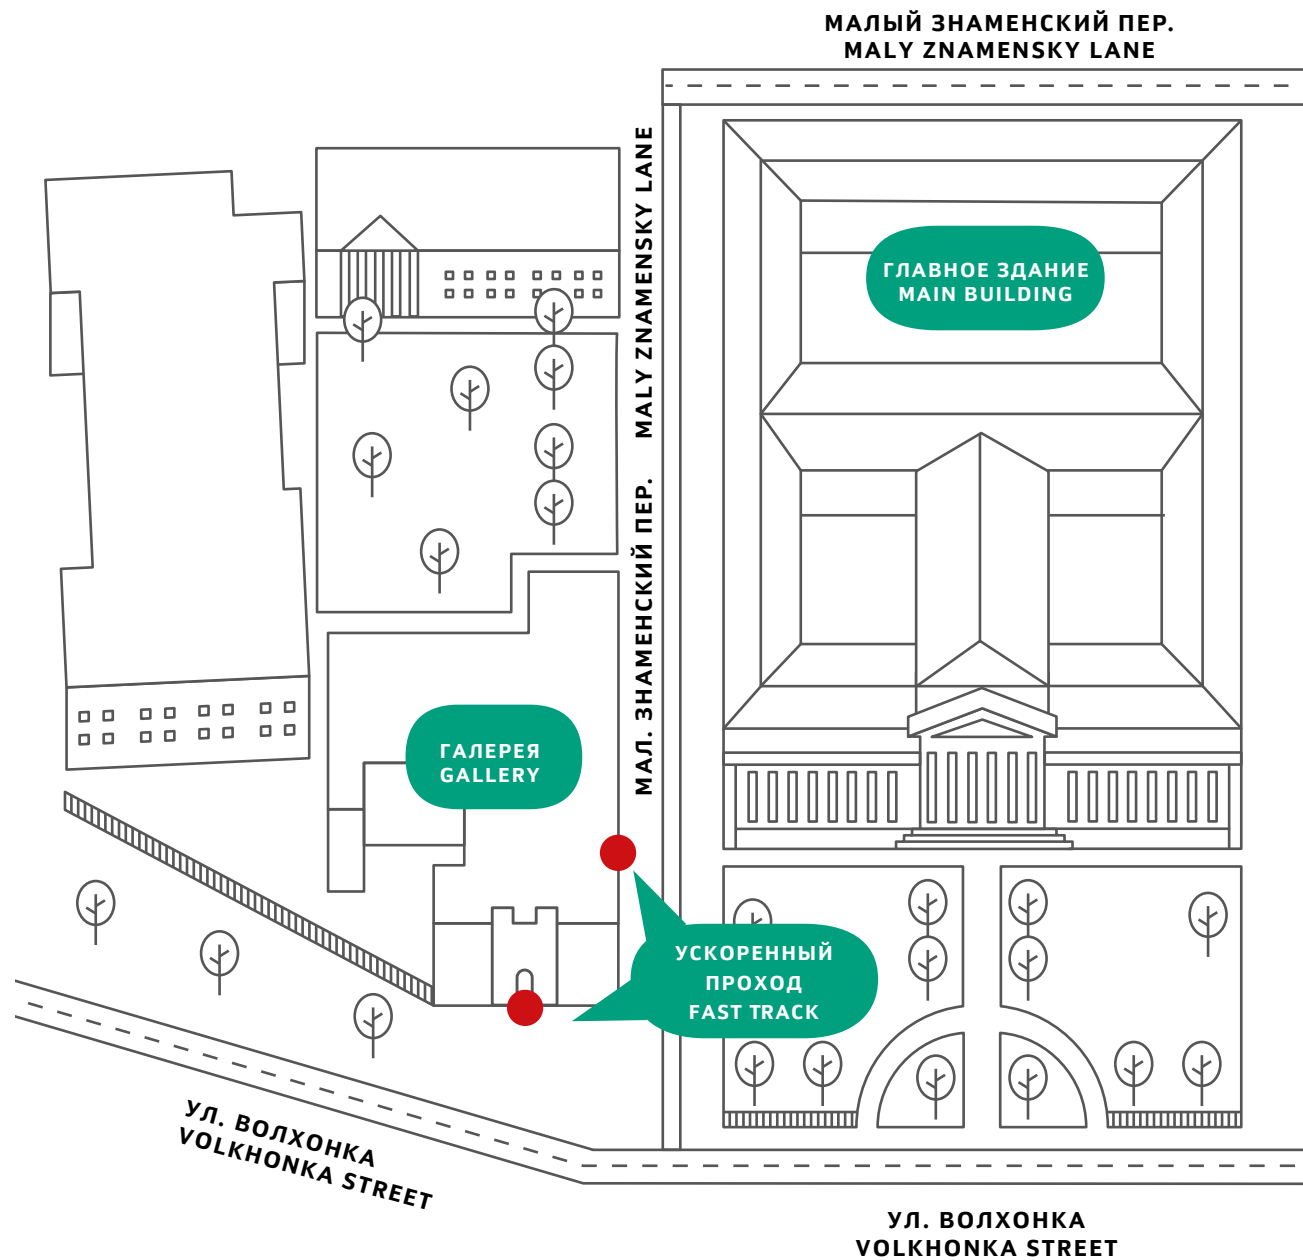 МАЛЫЙ ЗНАМЕНСКИЙ ПЕР.
MALY ZNAMENSKY LANE
МАЛ. ЗНАМЕНСКИЙ ПЕР. MALY ZNAMENSKY LANE
ГЛАВНОЕ ЗДАНИЕ
MAIN BUILDING
ГАЛЕРЕЯ
GALLERY
УСКОРЕННЫЙ
ПРОХОД
FAST TRACK
УЛ. ВОЛХОНКА
VOLKHONKA STREET
УЛ. ВОЛХОНКА
VOLKHONKA STREET